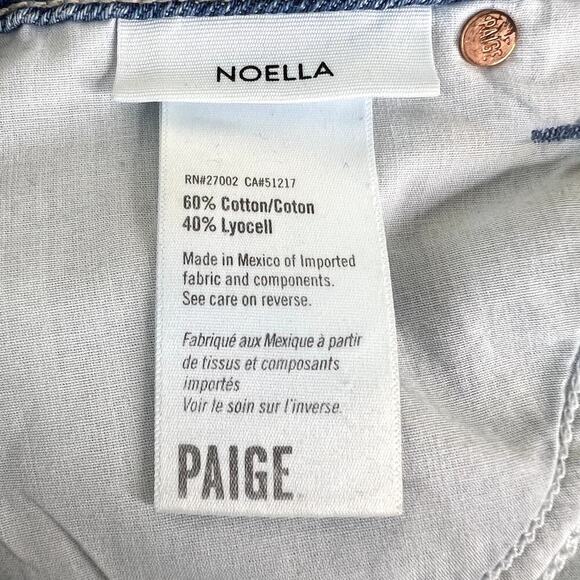 NOELLA
PAIGE
RN#27002 CA#51217
60% Cotton/Coton
40% Lyocell
Made in Mexico of Imported
fabric and components.
See care on reverse.
Fabriqué aux Mexique à partir
de tissus et composants
importés
Voir le soin sur l'inverse.
PAIGE